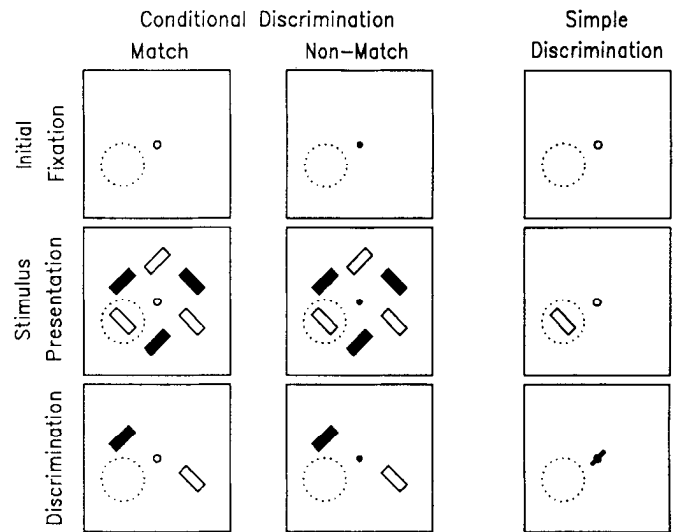 Conditional Discrimination
Match
Non-Match
Simple
Discrimination
Initial
Fixation
Stimulus
Presentation
Discrimination